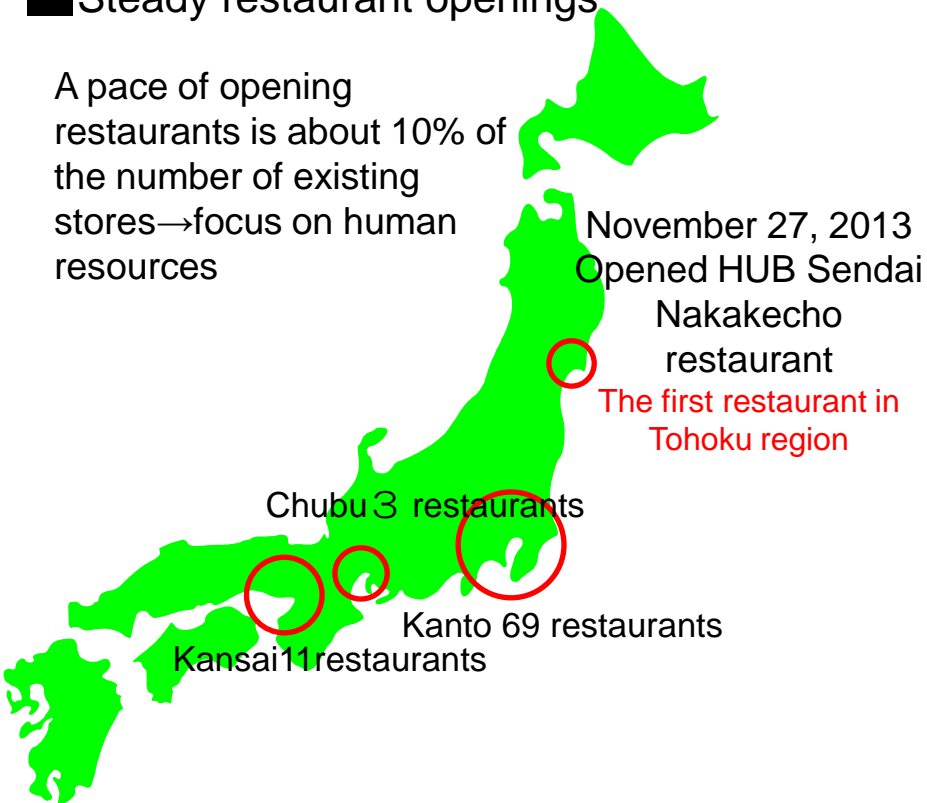 Steady restaurant openings
A pace of opening
restaurants is about 10% of
the number of existing
stores→focus on human
resources
November 27, 2013
Opened HUB Sendai
Nakakecho
restaurant
The first restaurant in
Tohoku region
Chubu３ restaurants
Kanto 69 restaurants
Kansai11restaurants